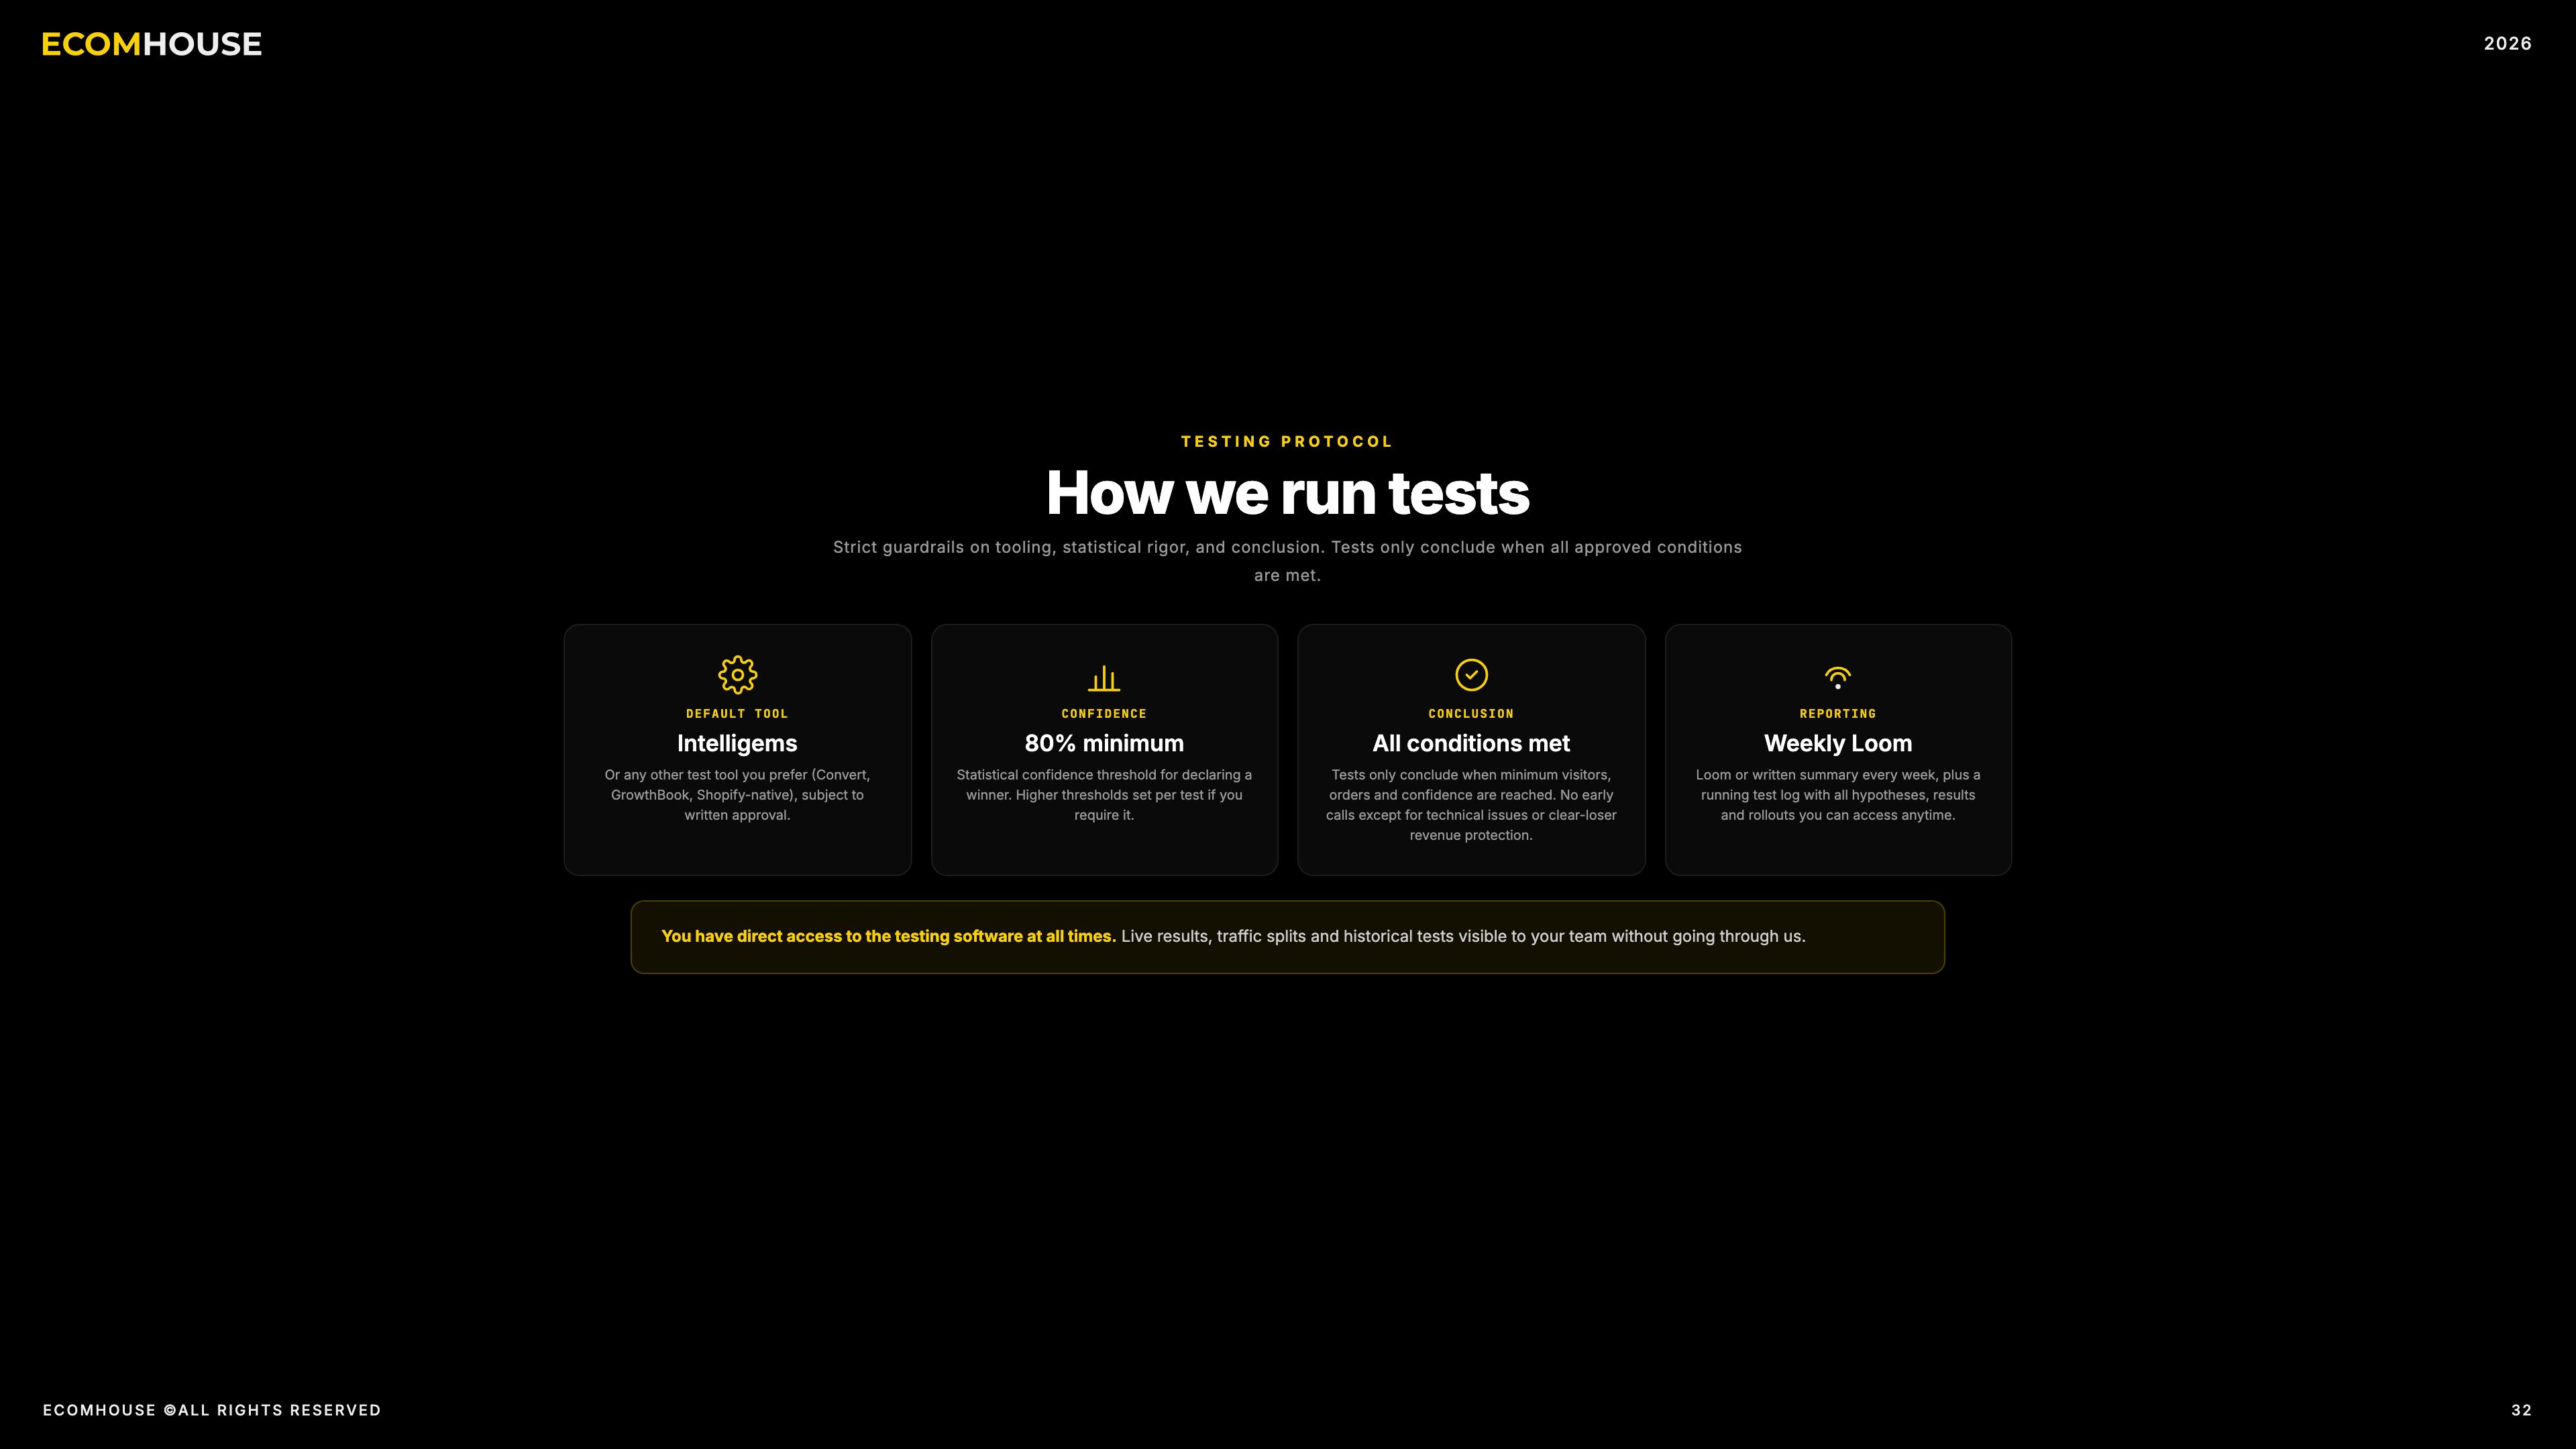 ECOMHOUSE
2026
TESTING PROTOCOL
How we run tests
Strict guardrails on tooling, statistical rigor, and conclusion. Tests only conclude when all approved conditions
are met.
DEFAULT TOOL
Intelligems
Or any other test tool you prefer (Convert,
GrowthBook, Shopify-native), subject to
written approval.
CONFIDENCE
80% minimum
Statistical confidence threshold for declaring a
winner. Higher thresholds set per test if you
require it.
CONCLUSION
All conditions met
Tests only conclude when minimum visitors,
orders and confidence are reached. No early
calls except for technical issues or clear-loser
revenue protection.
REPORTING
Weekly Loom
Loom or written summary every week, plus a
running test log with all hypotheses, results
and rollouts you can access anytime.
You have direct access to the testing software at all times. Live results, traffic splits and historical tests visible to your team without going through us.
ECOMHOUSE ©ALL RIGHTS RESERVED
32